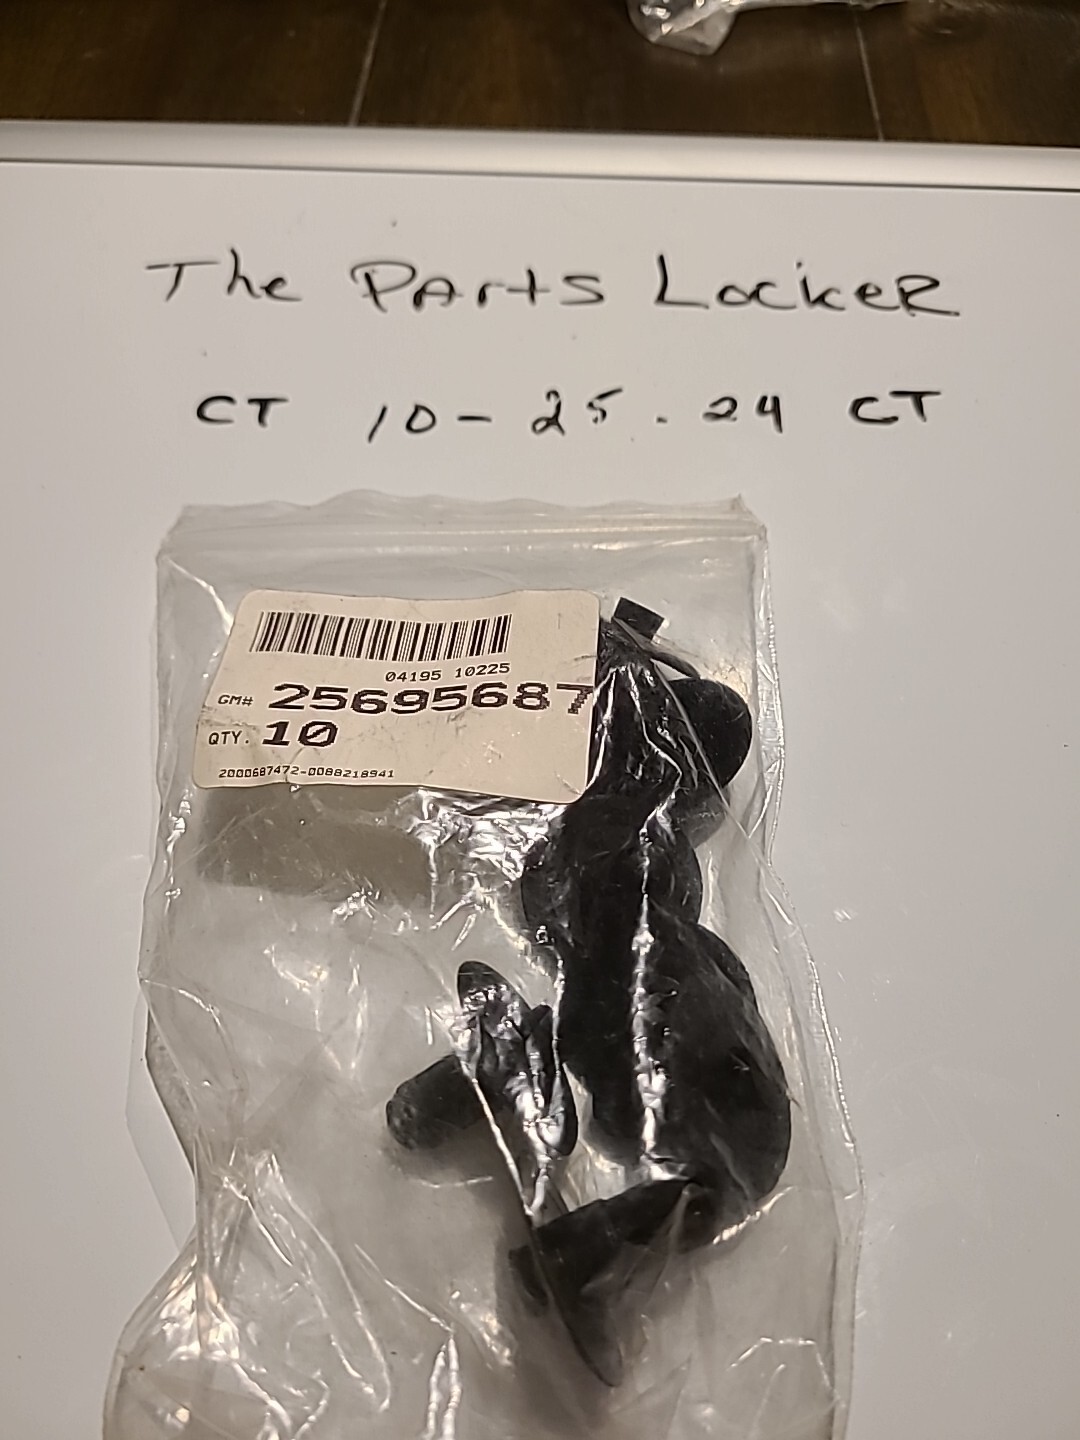 The PArts LockeR
CT 10-25.24 CT
04195 10225
GM# 25695687
QTY. 10
2000687472-0088218941